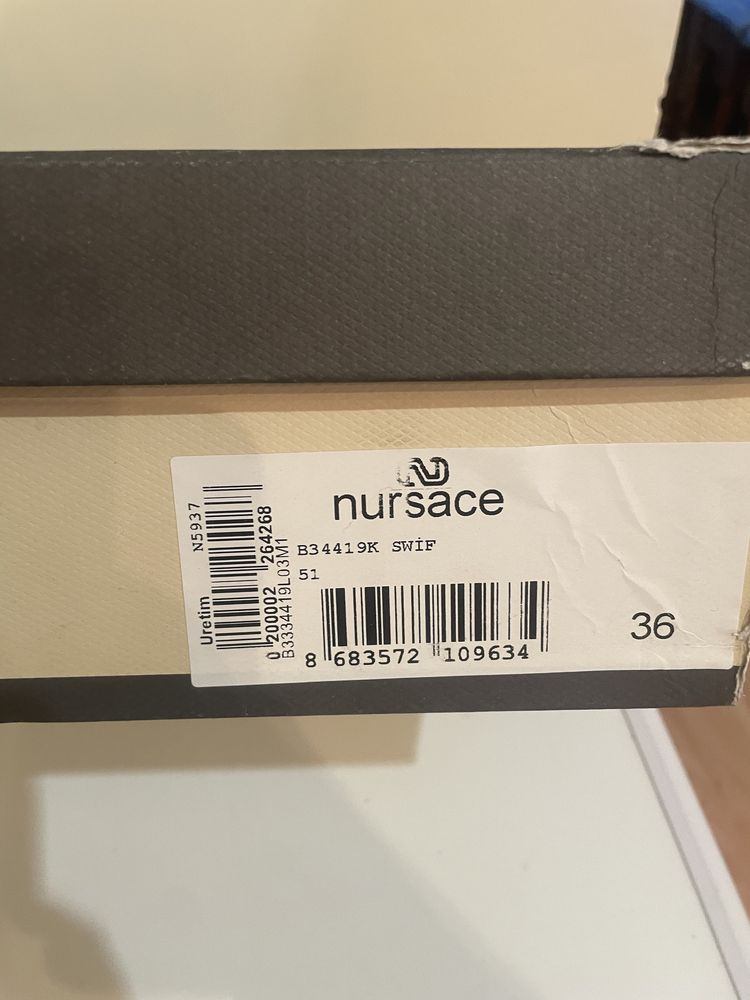 nursace
B34419K SWİF
51
8 683572 109634
36
N5937
Uretim
0 200002 264268
B3334419L03M1